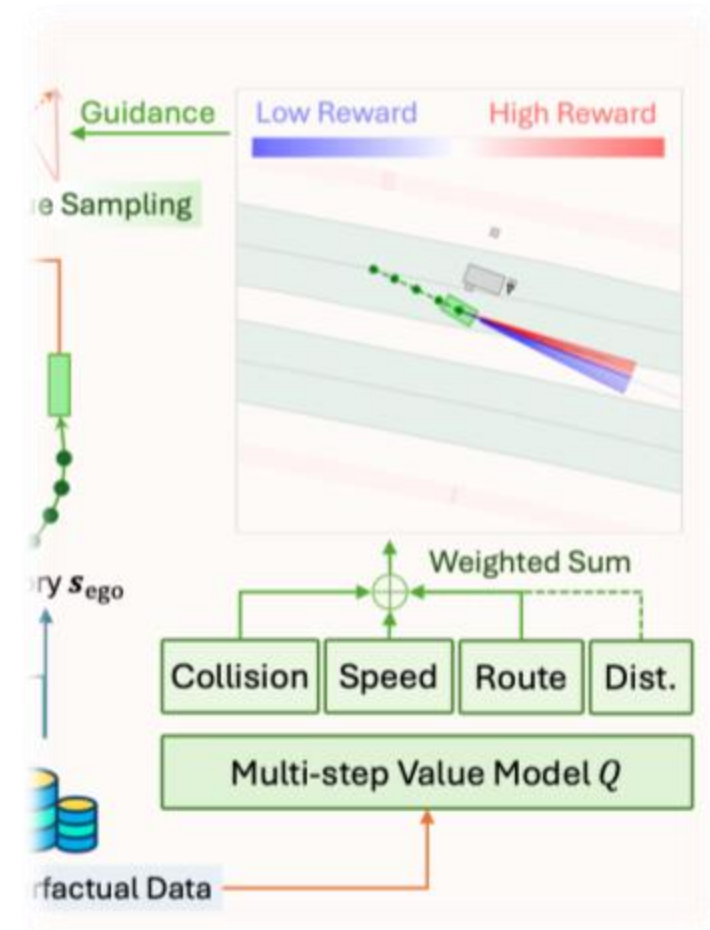 Guidance
Low Reward High Reward
e Sampling
ry s_ego
Weighted Sum
Collision Speed Route Dist.
Multi-step Value Model Q
rfactual Data